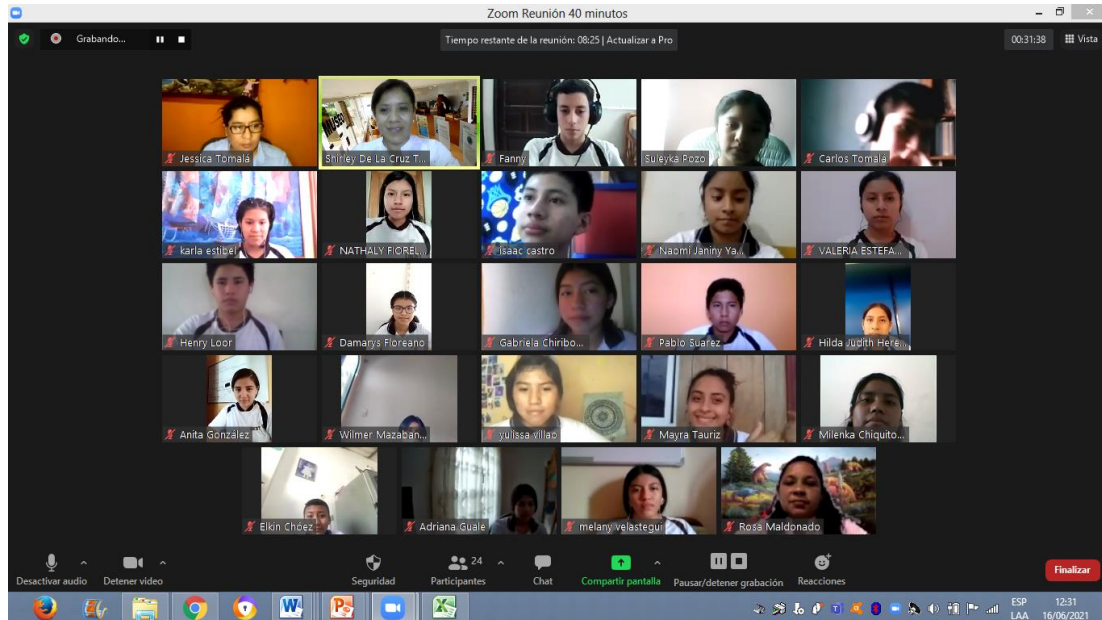 Zoom Reunión 40 minutos
Grabando...
Tiempo restante de la reunión: 08:25 | Actualizar a Pro
00:31:38
Vista
Jessica Tomalá
Shirley De La Cruz T...
Fanny
Suleyka Pozo
Carlos Tomalá
karla estibel
NATHALY FIOREL...
isaac castro
Naomi Janiny Ya...
VALERIA ESTEFA...
Henry Loor
Damarys Floreano
Gabriela Chiribo...
Pablo Suarez
Hilda Judith Here...
Anita González
Wilmer Mazaban...
yulissa villao
Mayra Tauriz
Milenka Chiquito...
Elkin Chóez
Adriana Guale
melany velastegui
Rosa Maldonado
Desactivar audio
Detener video
Seguridad
24
Participantes
Chat
Compartir pantalla
Pausar/detener grabación
Reacciones
Finalizar
ESP
LAA
12:31
16/06/2021